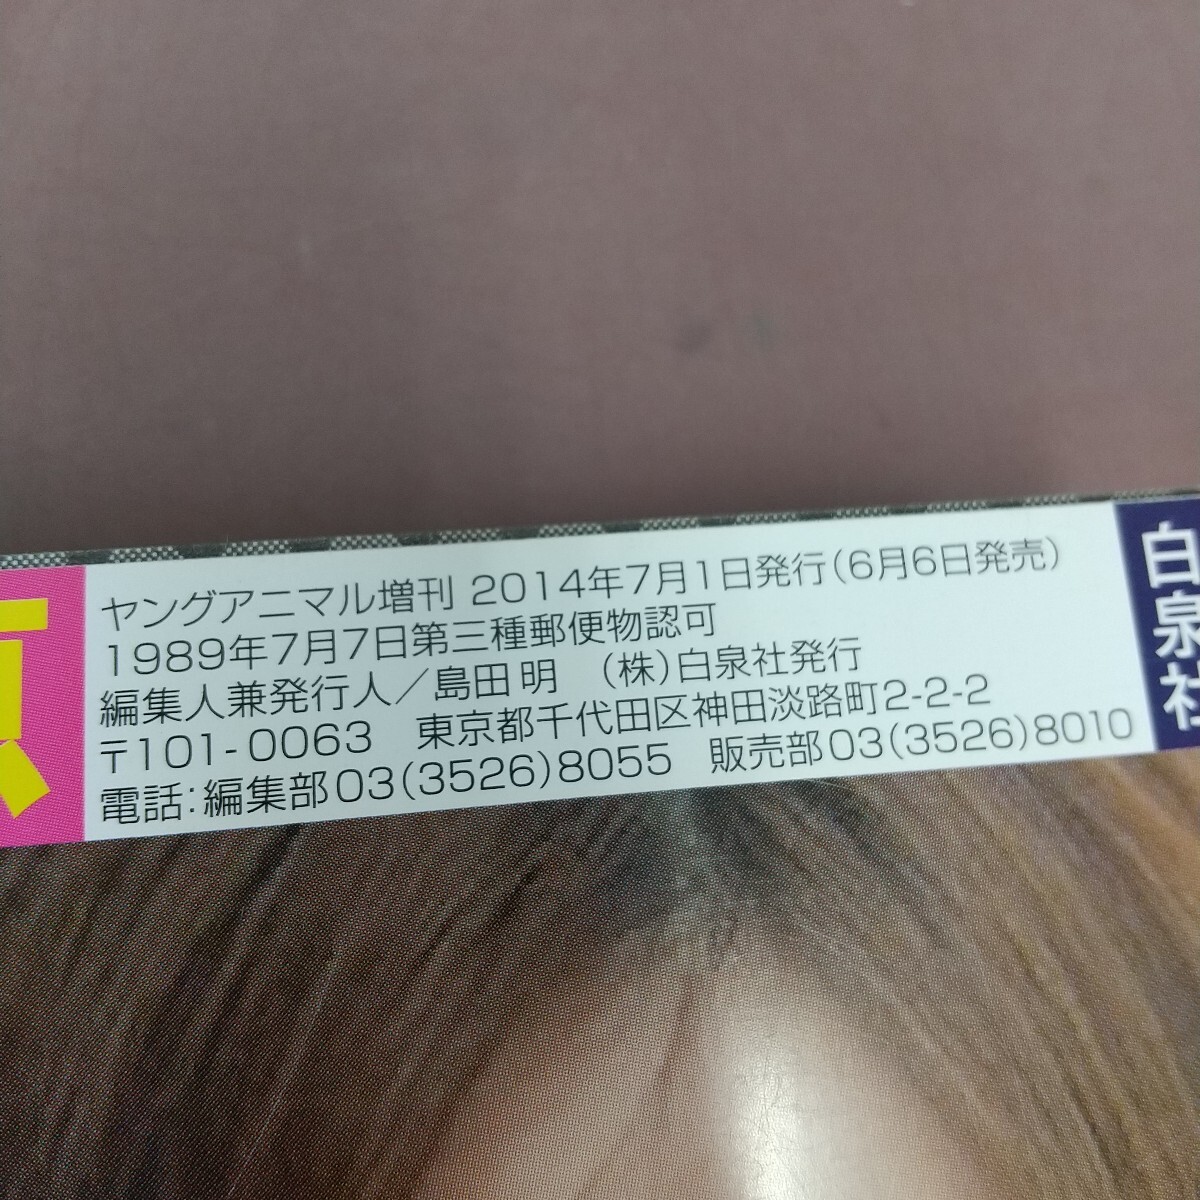 ヤングアニマル増刊 2014年7月1日発行(6月6日発売)
1989年7月7日第三種郵便物認可
編集人兼発行人／島田 明　(株)白泉社発行
〒101-0063　東京都千代田区神田淡路町2-2-2
電話:編集部03(3526)8055　販売部03(3526)8010
白泉社